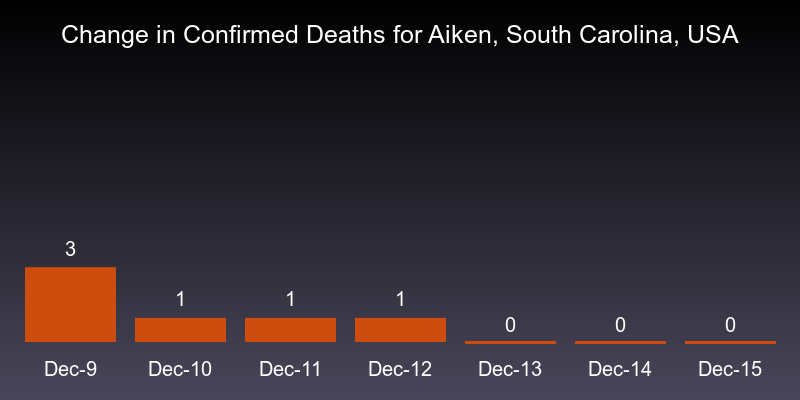 Change in Confirmed Deaths for Aiken, South Carolina, USA
3
1
1
1
0
0
0
Dec-9
Dec-10
Dec-11
Dec-12
Dec-13
Dec-14
Dec-15